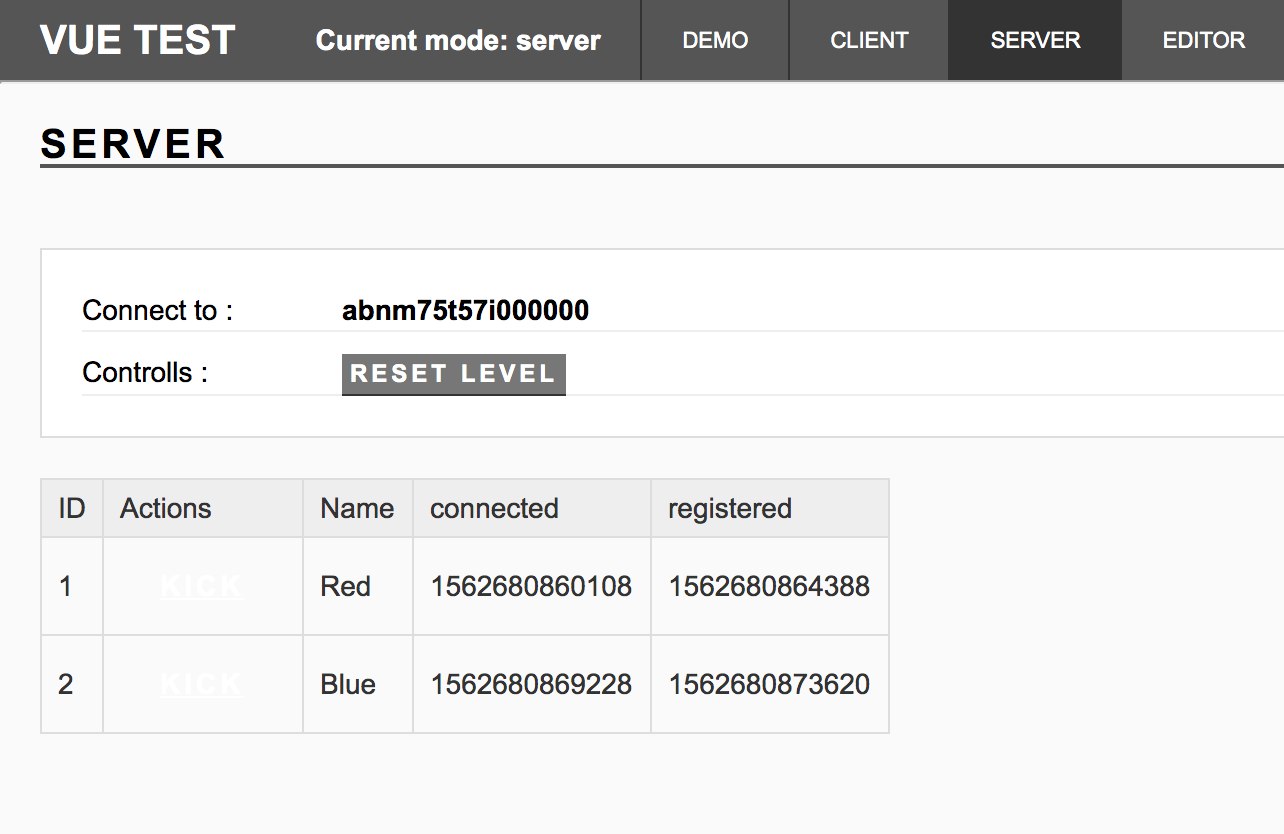 VUE TEST Current mode: server DEMO CLIENT SERVER EDITOR
SERVER
Connect to : abnm75t57i000000
Controlls : RESET LEVEL
ID Actions Name connected registered
1 KICK Red 1562680860108 1562680864388
2 KICK Blue 1562680869228 1562680873620